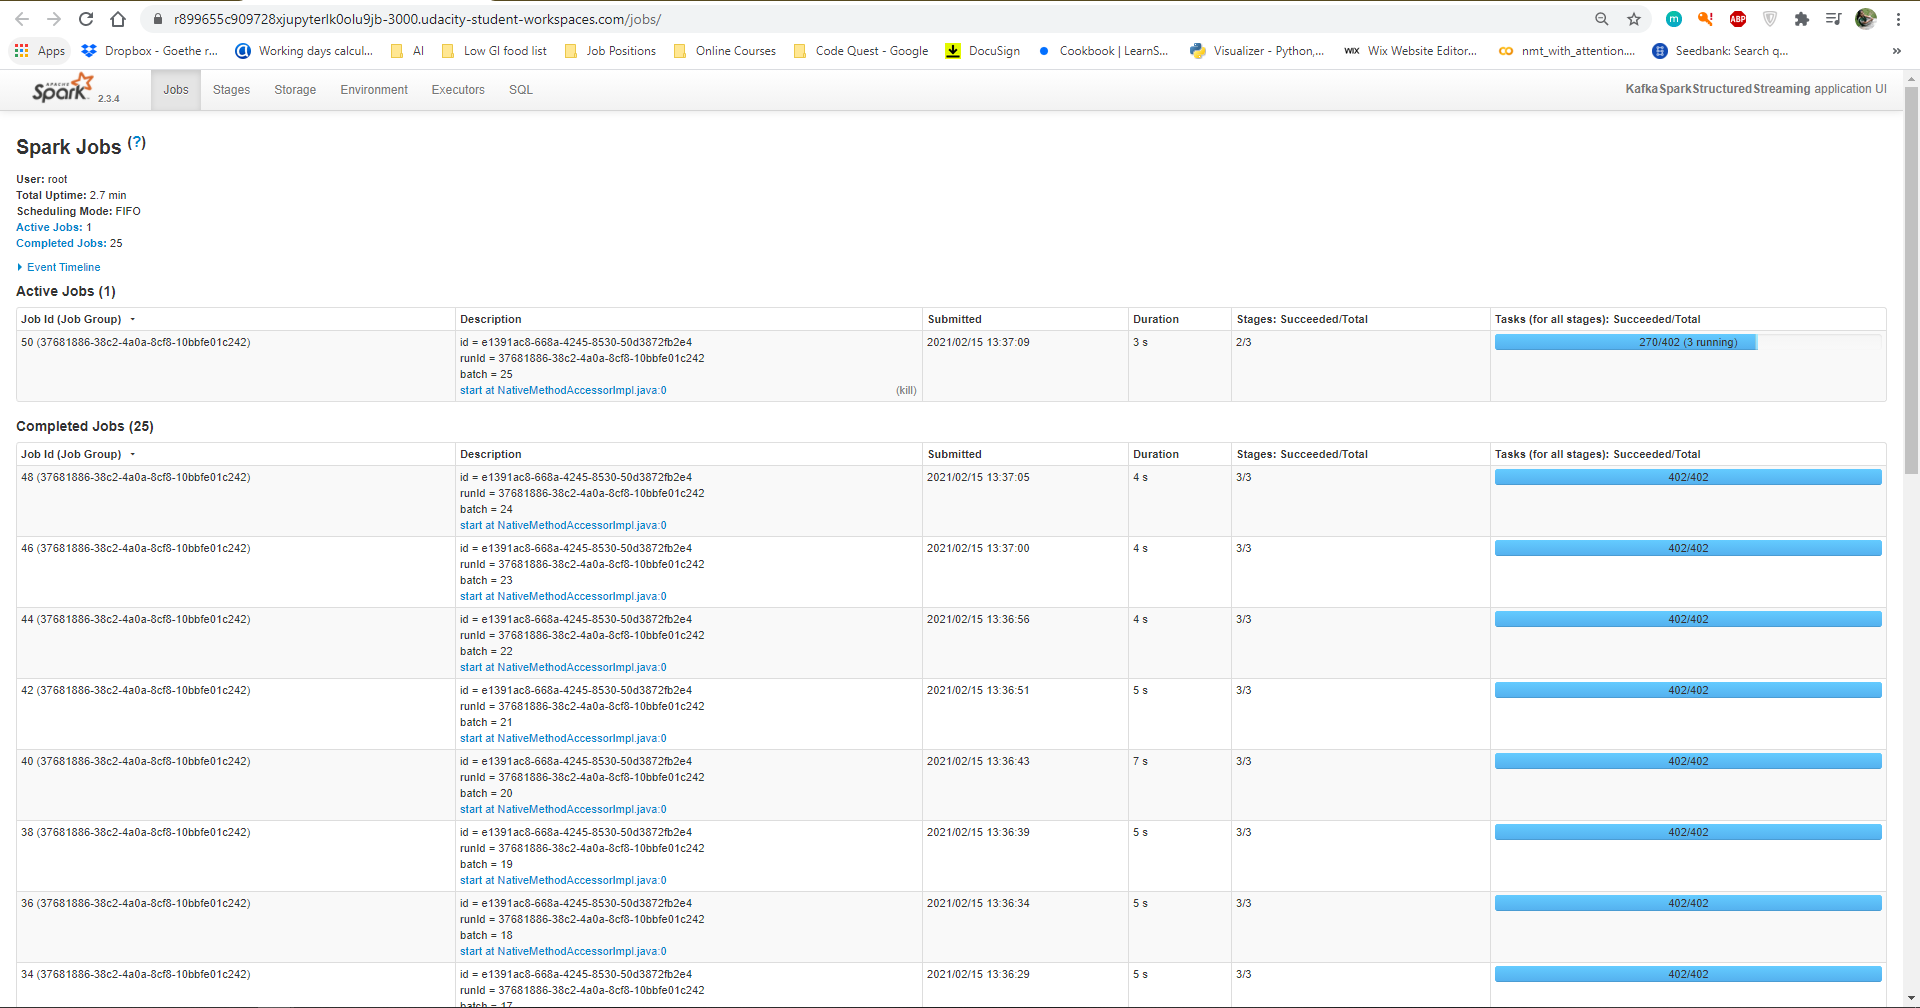 r899655c909728xjupyterlk0olu9jb-3000.udacity-student-workspaces.com/jobs/
Apps Dropbox - Goethe r... Working days calcul... AI Low GI food list Job Positions Online Courses Code Quest - Google DocuSign Cookbook | LearnS... Visualizer - Python,... Wix Website Editor... nmt_with_attention.... Seedbank: Search q... »
APACHE Spark 2.3.4 Jobs Stages Storage Environment Executors SQL KafkaSparkStructuredStreaming application UI
Spark Jobs (?)
User: root
Total Uptime: 2.7 min
Scheduling Mode: FIFO
Active Jobs: 1
Completed Jobs: 25
Event Timeline
Active Jobs (1)
Job Id (Job Group) Description Submitted Duration Stages: Succeeded/Total Tasks (for all stages): Succeeded/Total
50 (37681886-38c2-4a0a-8cf8-10bbfe01c242) id = e1391ac8-668a-4245-8530-50d3872fb2e4 2021/02/15 13:37:09 3 s 2/3 270/402 (3 running)
runId = 37681886-38c2-4a0a-8cf8-10bbfe01c242
batch = 25
start at NativeMethodAccessorImpl.java:0 (kill)
Completed Jobs (25)
Job Id (Job Group) Description Submitted Duration Stages: Succeeded/Total Tasks (for all stages): Succeeded/Total
48 (37681886-38c2-4a0a-8cf8-10bbfe01c242) id = e1391ac8-668a-4245-8530-50d3872fb2e4 2021/02/15 13:37:05 4 s 3/3 402/402
runId = 37681886-38c2-4a0a-8cf8-10bbfe01c242
batch = 24
start at NativeMethodAccessorImpl.java:0
46 (37681886-38c2-4a0a-8cf8-10bbfe01c242) id = e1391ac8-668a-4245-8530-50d3872fb2e4 2021/02/15 13:37:00 4 s 3/3 402/402
runId = 37681886-38c2-4a0a-8cf8-10bbfe01c242
batch = 23
start at NativeMethodAccessorImpl.java:0
44 (37681886-38c2-4a0a-8cf8-10bbfe01c242) id = e1391ac8-668a-4245-8530-50d3872fb2e4 2021/02/15 13:36:56 4 s 3/3 402/402
runId = 37681886-38c2-4a0a-8cf8-10bbfe01c242
batch = 22
start at NativeMethodAccessorImpl.java:0
42 (37681886-38c2-4a0a-8cf8-10bbfe01c242) id = e1391ac8-668a-4245-8530-50d3872fb2e4 2021/02/15 13:36:51 5 s 3/3 402/402
runId = 37681886-38c2-4a0a-8cf8-10bbfe01c242
batch = 21
start at NativeMethodAccessorImpl.java:0
40 (37681886-38c2-4a0a-8cf8-10bbfe01c242) id = e1391ac8-668a-4245-8530-50d3872fb2e4 2021/02/15 13:36:43 7 s 3/3 402/402
runId = 37681886-38c2-4a0a-8cf8-10bbfe01c242
batch = 20
start at NativeMethodAccessorImpl.java:0
38 (37681886-38c2-4a0a-8cf8-10bbfe01c242) id = e1391ac8-668a-4245-8530-50d3872fb2e4 2021/02/15 13:36:39 5 s 3/3 402/402
runId = 37681886-38c2-4a0a-8cf8-10bbfe01c242
batch = 19
start at NativeMethodAccessorImpl.java:0
36 (37681886-38c2-4a0a-8cf8-10bbfe01c242) id = e1391ac8-668a-4245-8530-50d3872fb2e4 2021/02/15 13:36:34 5 s 3/3 402/402
runId = 37681886-38c2-4a0a-8cf8-10bbfe01c242
batch = 18
start at NativeMethodAccessorImpl.java:0
34 (37681886-38c2-4a0a-8cf8-10bbfe01c242) id = e1391ac8-668a-4245-8530-50d3872fb2e4 2021/02/15 13:36:29 5 s 3/3 402/402
runId = 37681886-38c2-4a0a-8cf8-10bbfe01c242
batch = 17